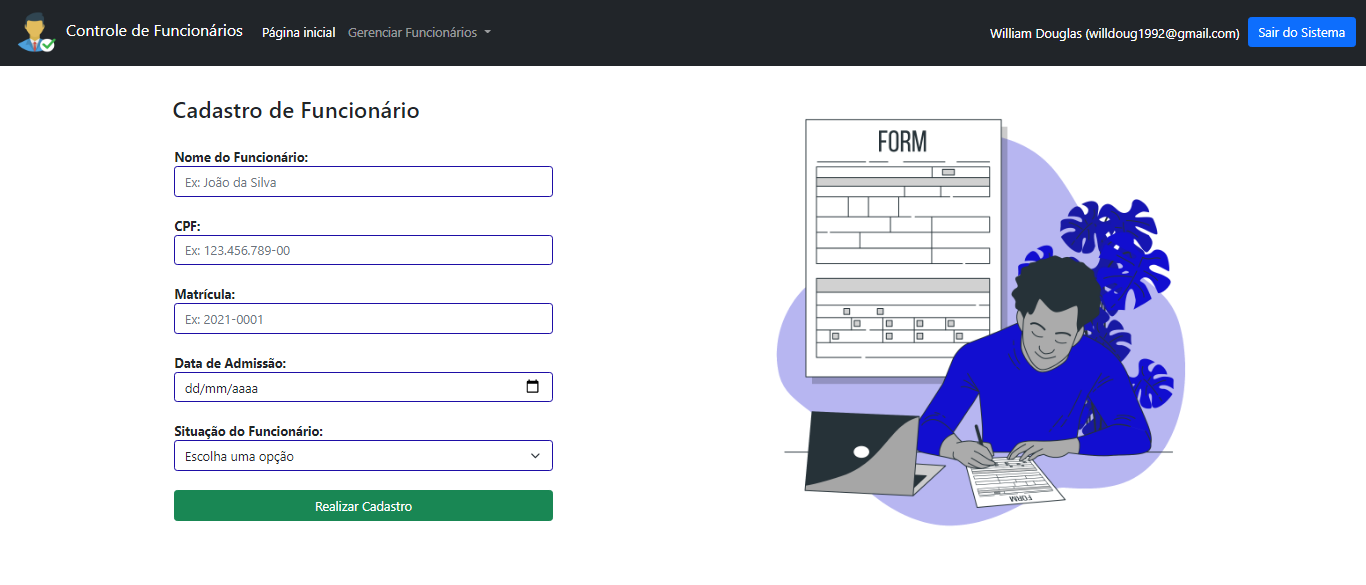 Controle de Funcionários Página inicial Gerenciar Funcionários William Douglas (willdoug1992@gmail.com) Sair do Sistema
Cadastro de Funcionário
Nome do Funcionário:
Ex: João da Silva
CPF:
Ex: 123.456.789-00
Matrícula:
Ex: 2021-0001
Data de Admissão:
dd/mm/aaaa
Situação do Funcionário:
Escolha uma opção
Realizar Cadastro
FORM
FORM